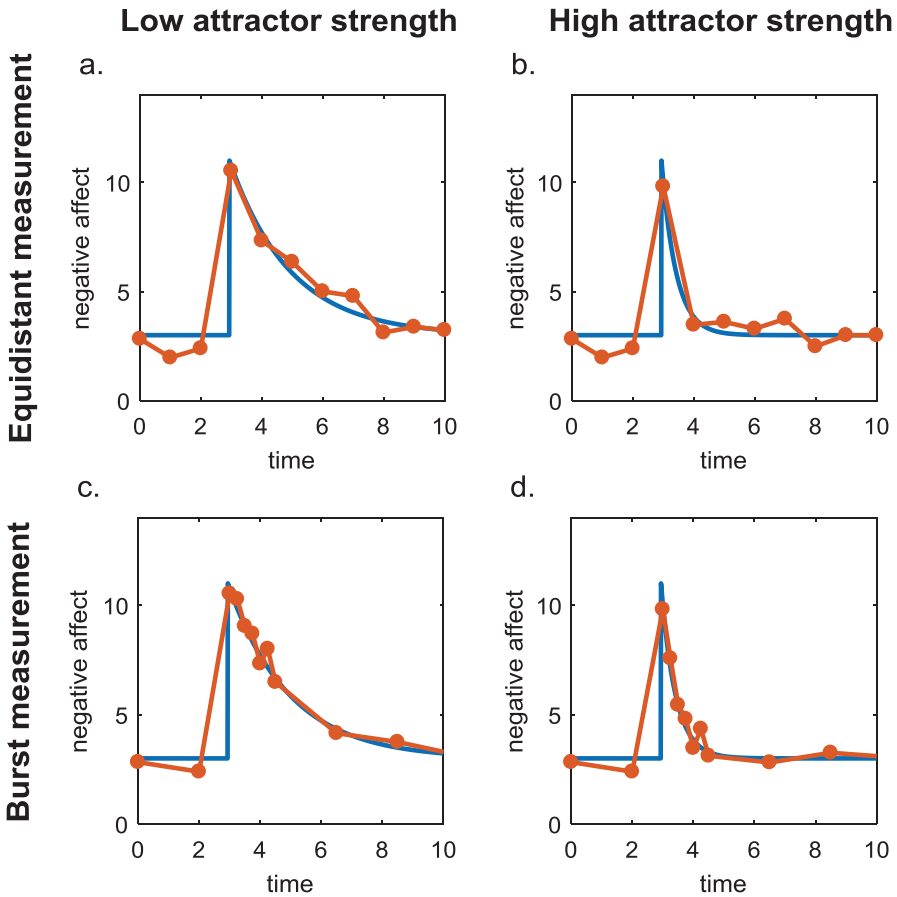 Low attractor strength
High attractor strength
Equidistant measurement
a.
negative affect
10
5
0
0 2 4 6 8 10
time
b.
negative affect
10
5
0
0 2 4 6 8 10
time
Burst measurement
c.
negative affect
10
5
0
0 2 4 6 8 10
time
d.
negative affect
10
5
0
0 2 4 6 8 10
time